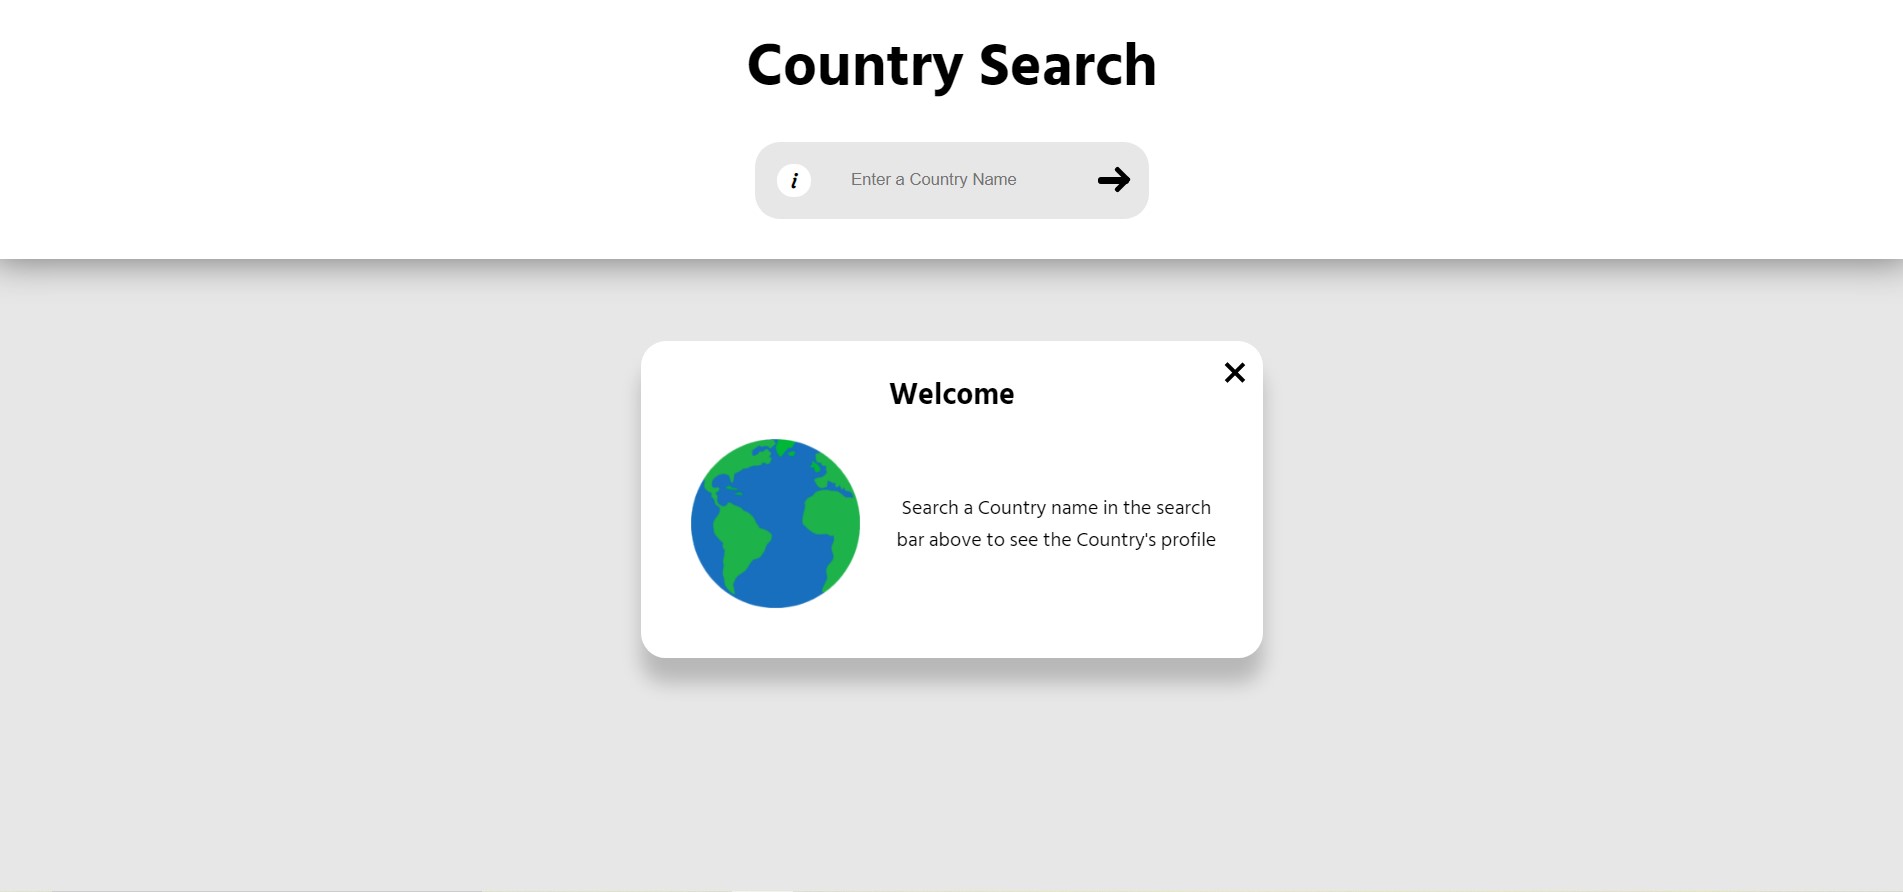 Country Search
i
Enter a Country Name
Welcome
Search a Country name in the search
bar above to see the Country's profile